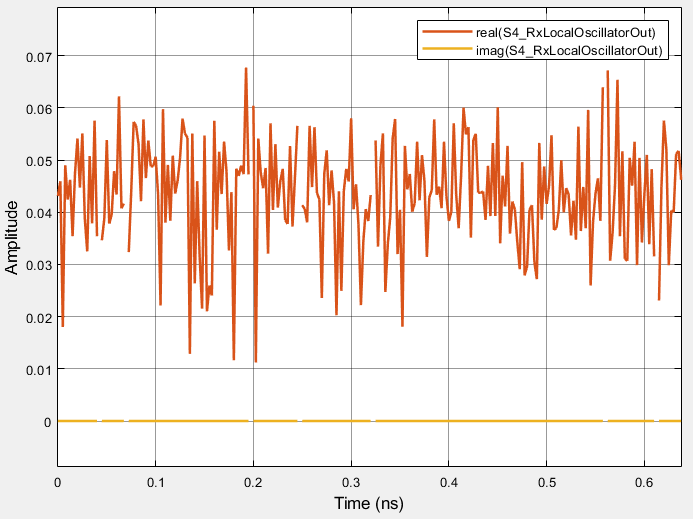 real(S4_RxLocalOscillatorOut)
imag(S4_RxLocalOscillatorOut)
0.07
0.06
0.05
0.04
0.03
0.02
0.01
0
Amplitude
0 0.1 0.2 0.3 0.4 0.5 0.6
Time (ns)